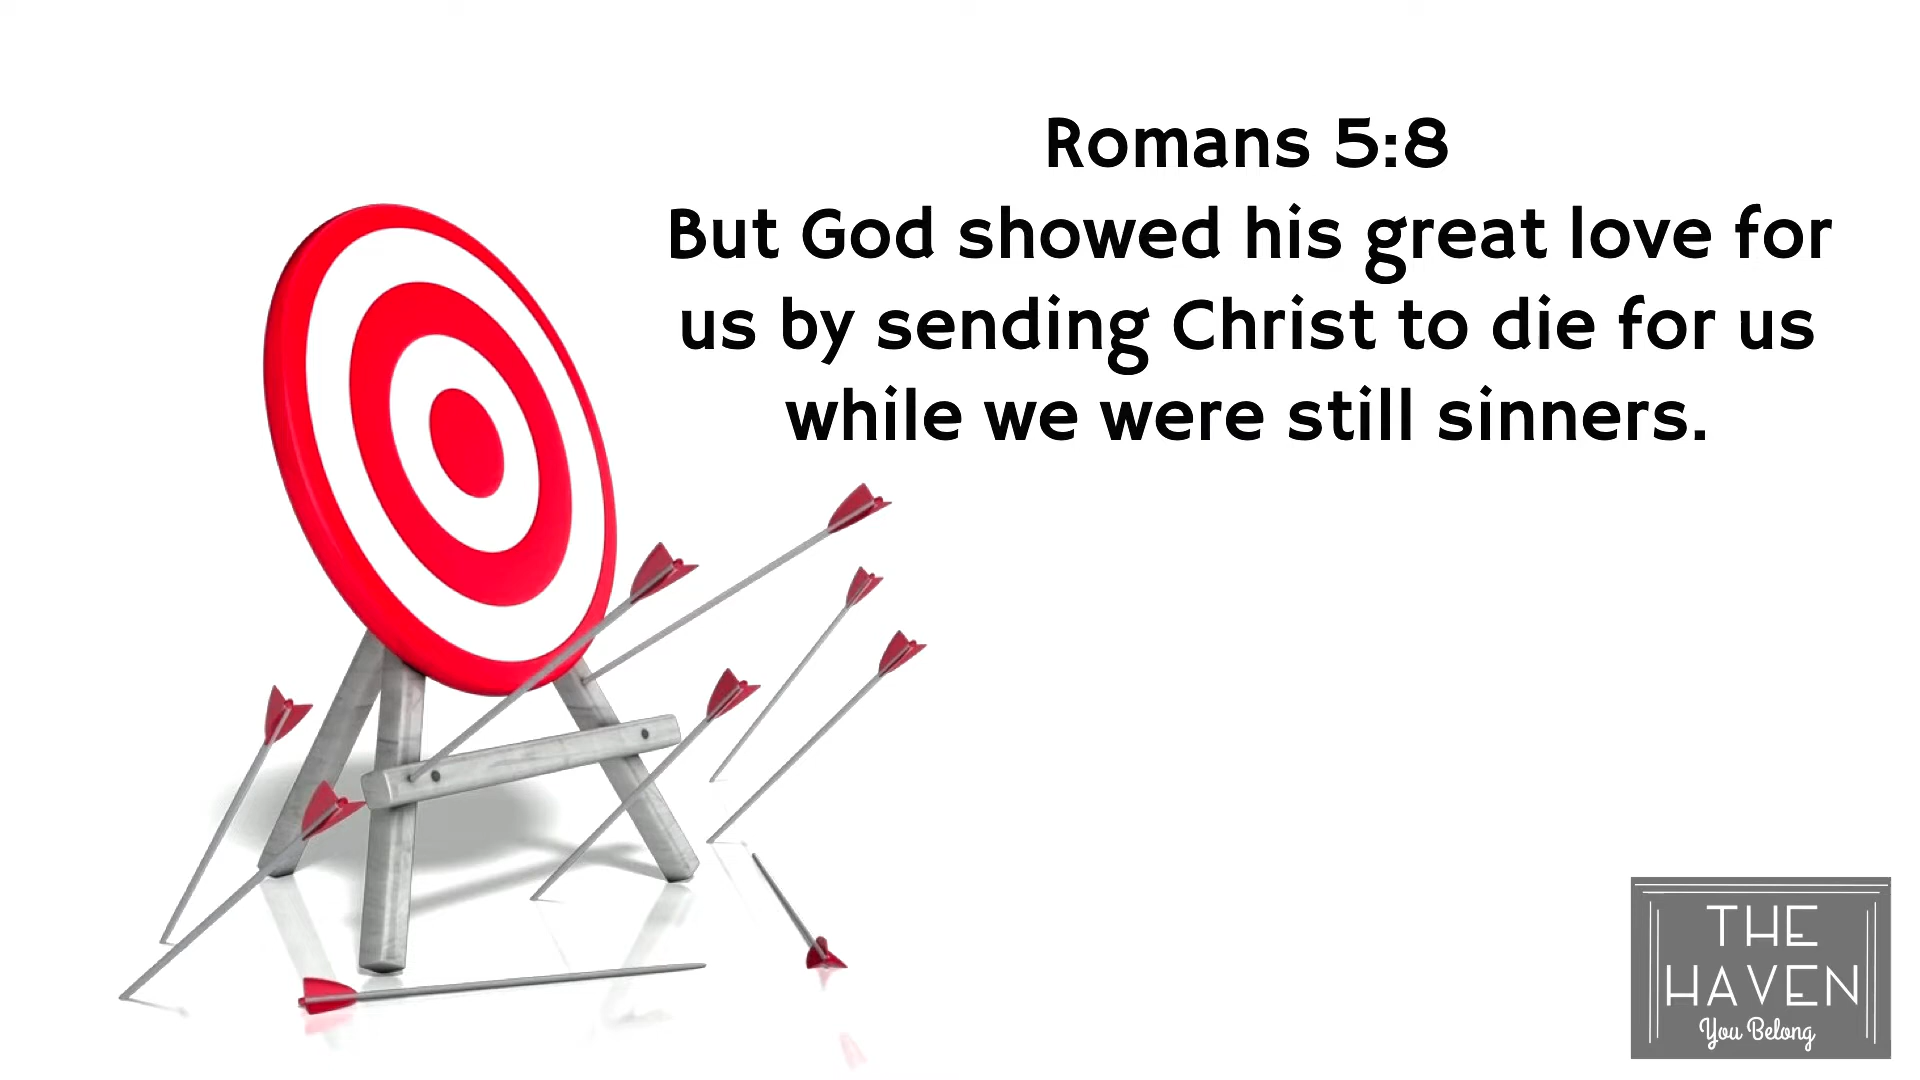 Romans 5:8
But God showed his great love for
us by sending Christ to die for us
while we were still sinners.
THE
HAVEN
You Belong